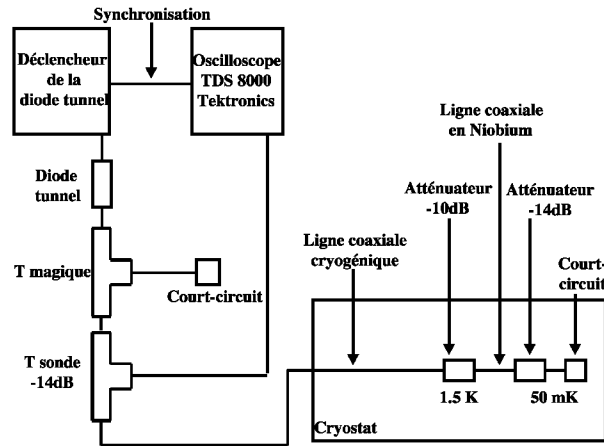 Synchronisation
Déclencheur
de la
diode tunnel
Oscilloscope
TDS 8000
Tektronics
Diode
tunnel
T magique
Court-circuit
T sonde
-14dB
Ligne coaxiale
cryogénique
Ligne coaxiale
en Niobium
Atténuateur
-10dB
Atténuateur
-14dB
Court-
circuit
1.5 K
50 mK
Cryostat